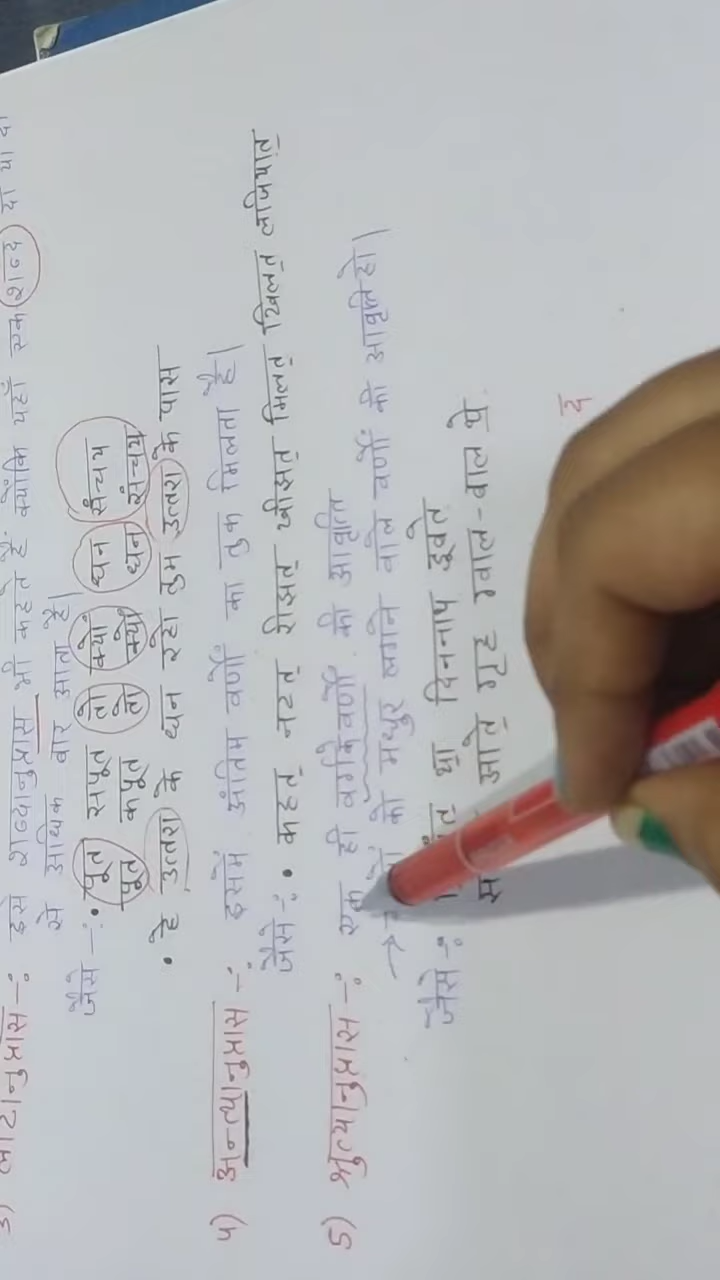 3) लाटानुप्रास -: इसे शब्दानुप्रास भी कहते हैं क्योंकि यहाँ एक शब्द दो या दो
से अधिक बार आता है।
जैसे -: • पूत सपूत तो क्यों धन संचय
पूत कपूत तो क्यों धन संचय
• हे उत्तरा के धन रहो तुम उत्तरा के पास
4) अन्त्यानुप्रास -: इसमें अंतिम वर्णों का तुक मिलता है।
जैसे -: • कहत नटत रीझत खीझत मिलत खिलत लजियात
5) श्रुत्यानुप्रास -: एक ही वर्ग के वर्णों की आवृत्ति
→ को मधुर लगने वाले वर्णों की आवृत्ति हो।
जैसे -: था दिननाथ डूबते
आते गृह ग्वाल-बाल थे
द